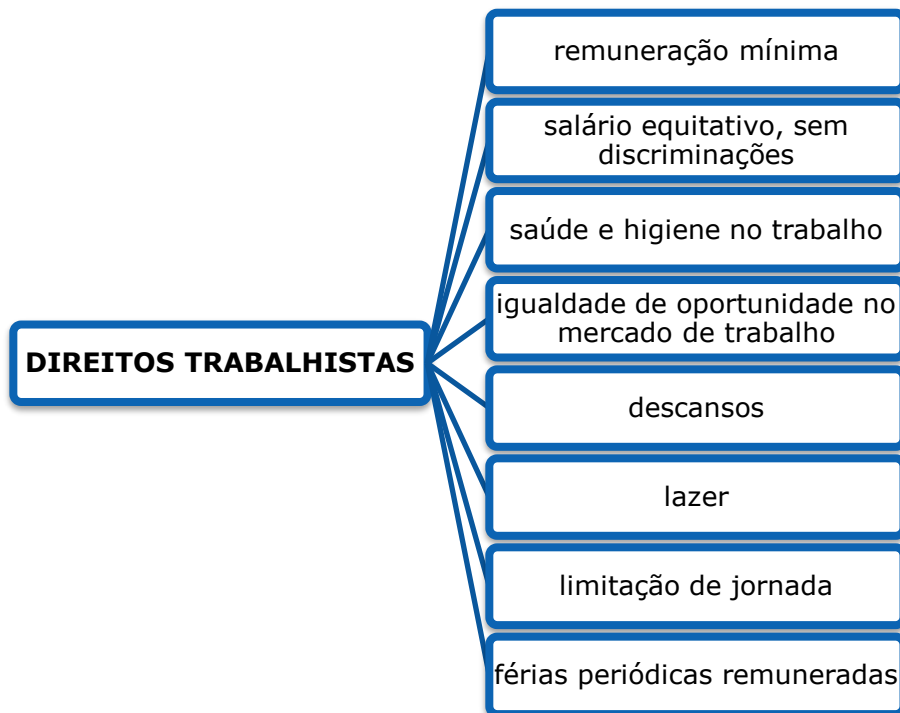 remuneração mínima
salário equitativo, sem
discriminações
saúde e higiene no trabalho
igualdade de oportunidade no
mercado de trabalho
DIREITOS TRABALHISTAS
descansos
lazer
limitação de jornada
férias periódicas remuneradas